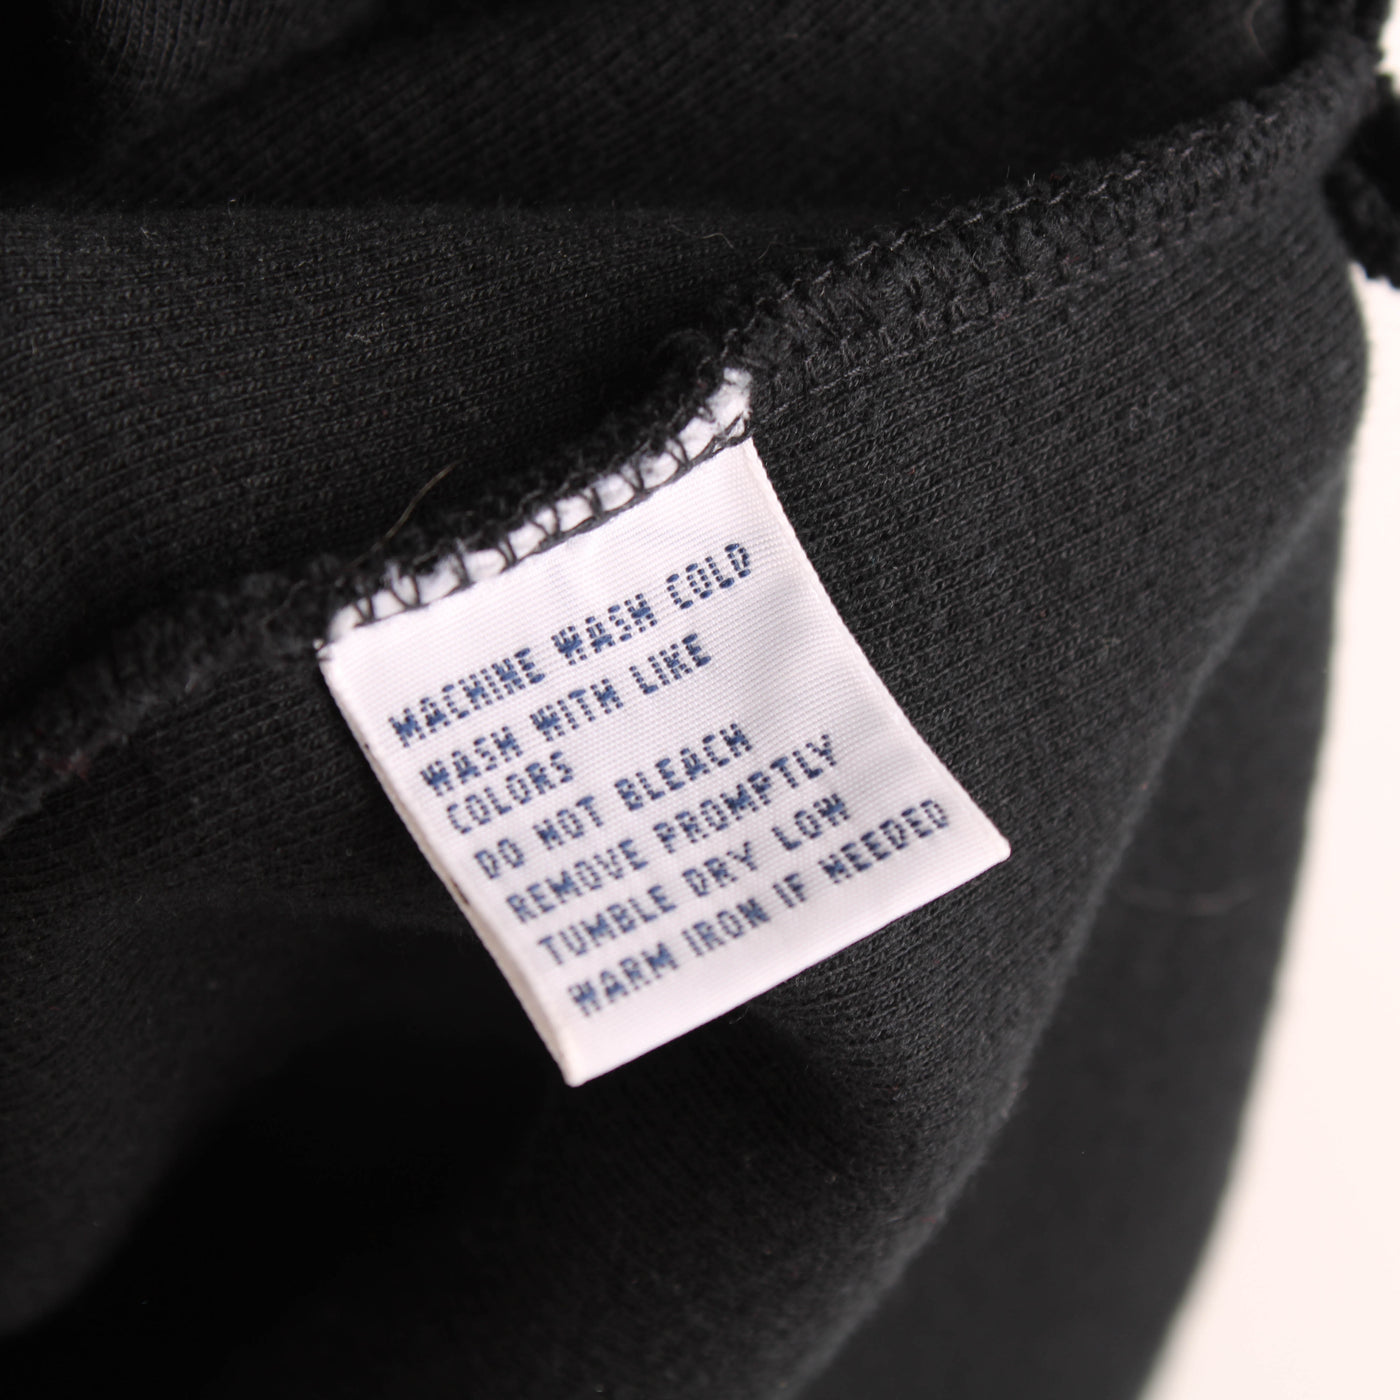 MACHINE WASH COLD
WASH WITH LIKE
COLORS
DO NOT BLEACH
REMOVE PROMPTLY
TUMBLE DRY LOW
WARM IRON IF NEEDED